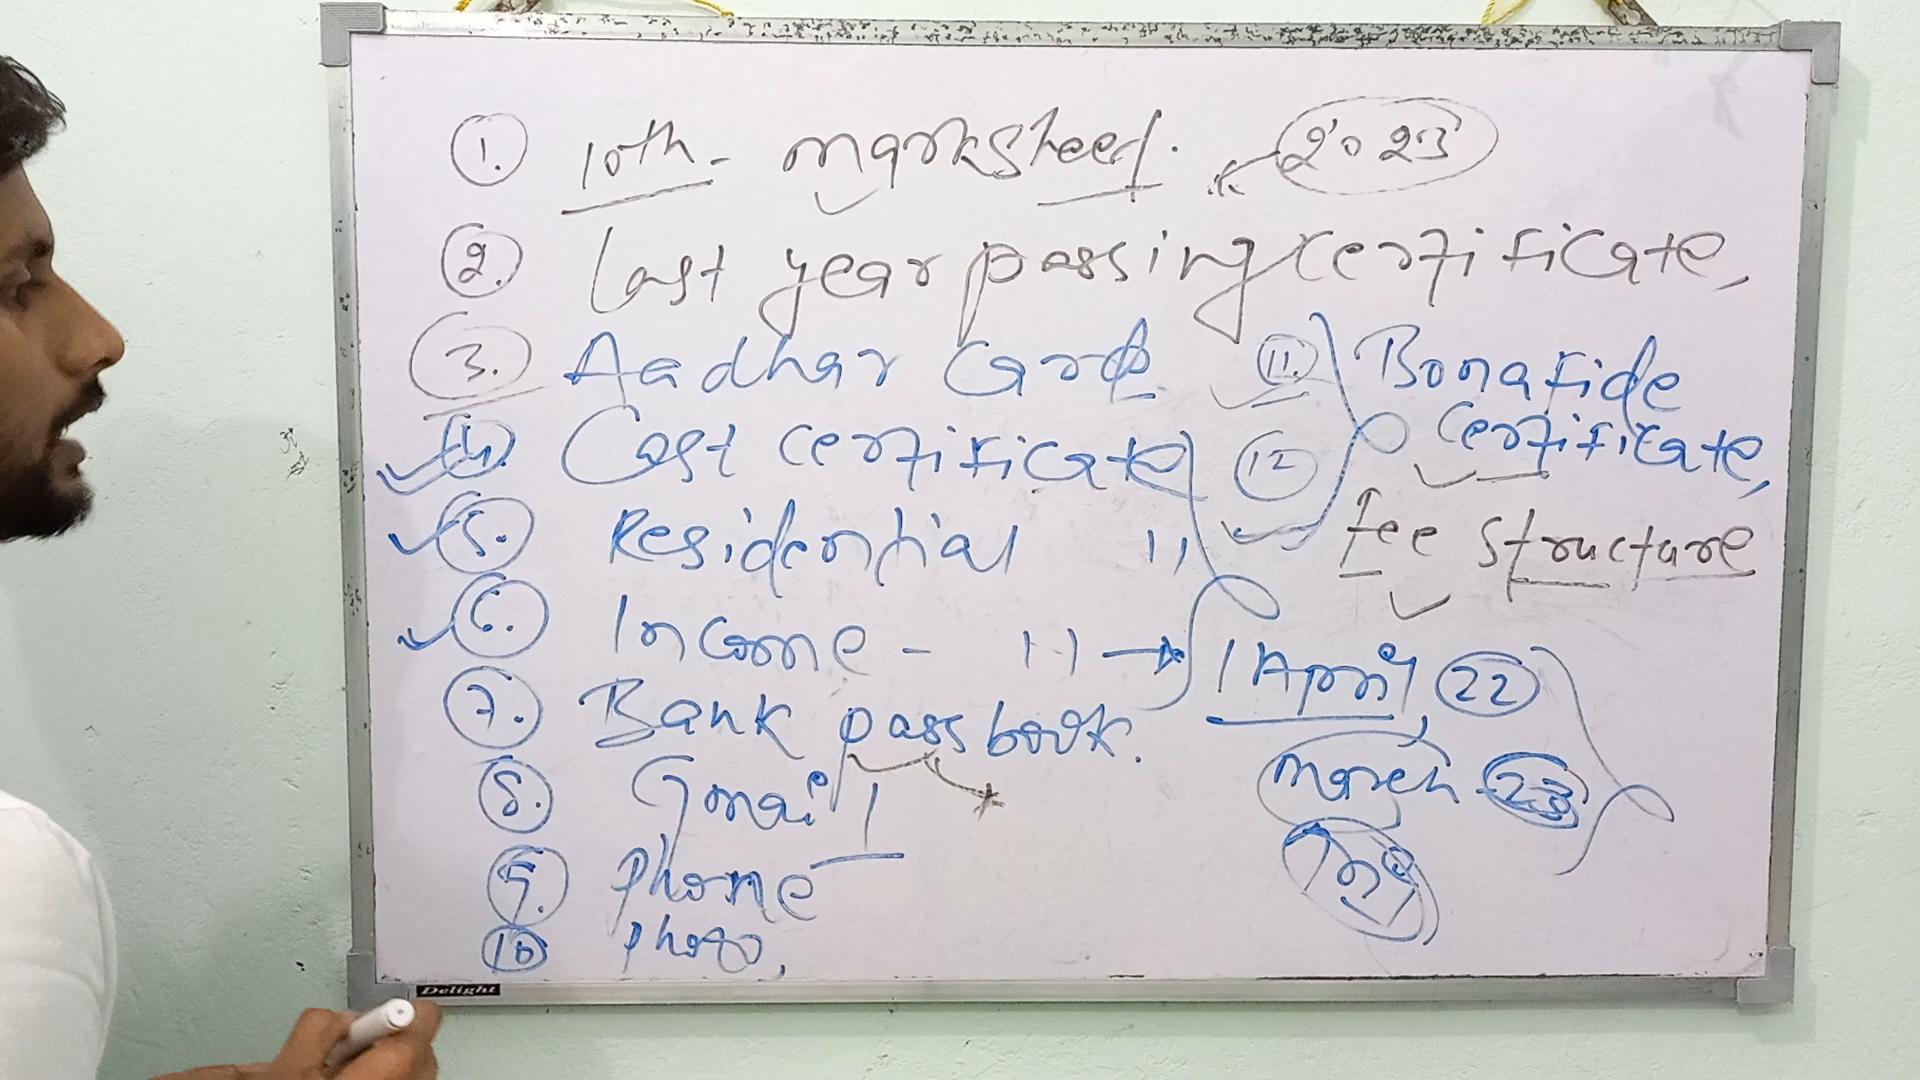 1. 10th - marksheet. 2023
2. Last year passing certificate,
3. Aadhar Card
4. Cast certificate
5. Residential 11
6. Income - 11 → 1 April, 22
7. Bank passbook.
March 23
8. Gmail
9. phone
10 photo,
11. Bonafide
certificate,
12
fee structure
Delight